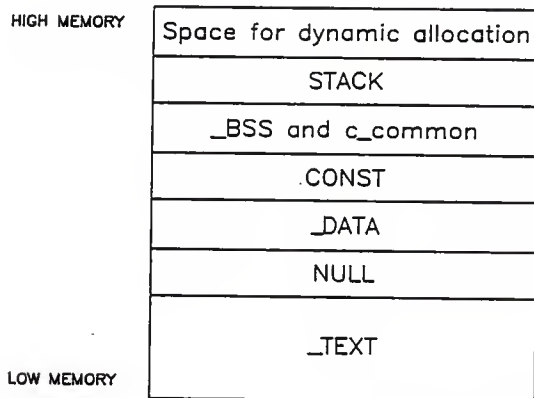 HIGH MEMORY
Space for dynamic allocation
STACK
_BSS and c_common
CONST
_DATA
NULL
_TEXT
LOW MEMORY